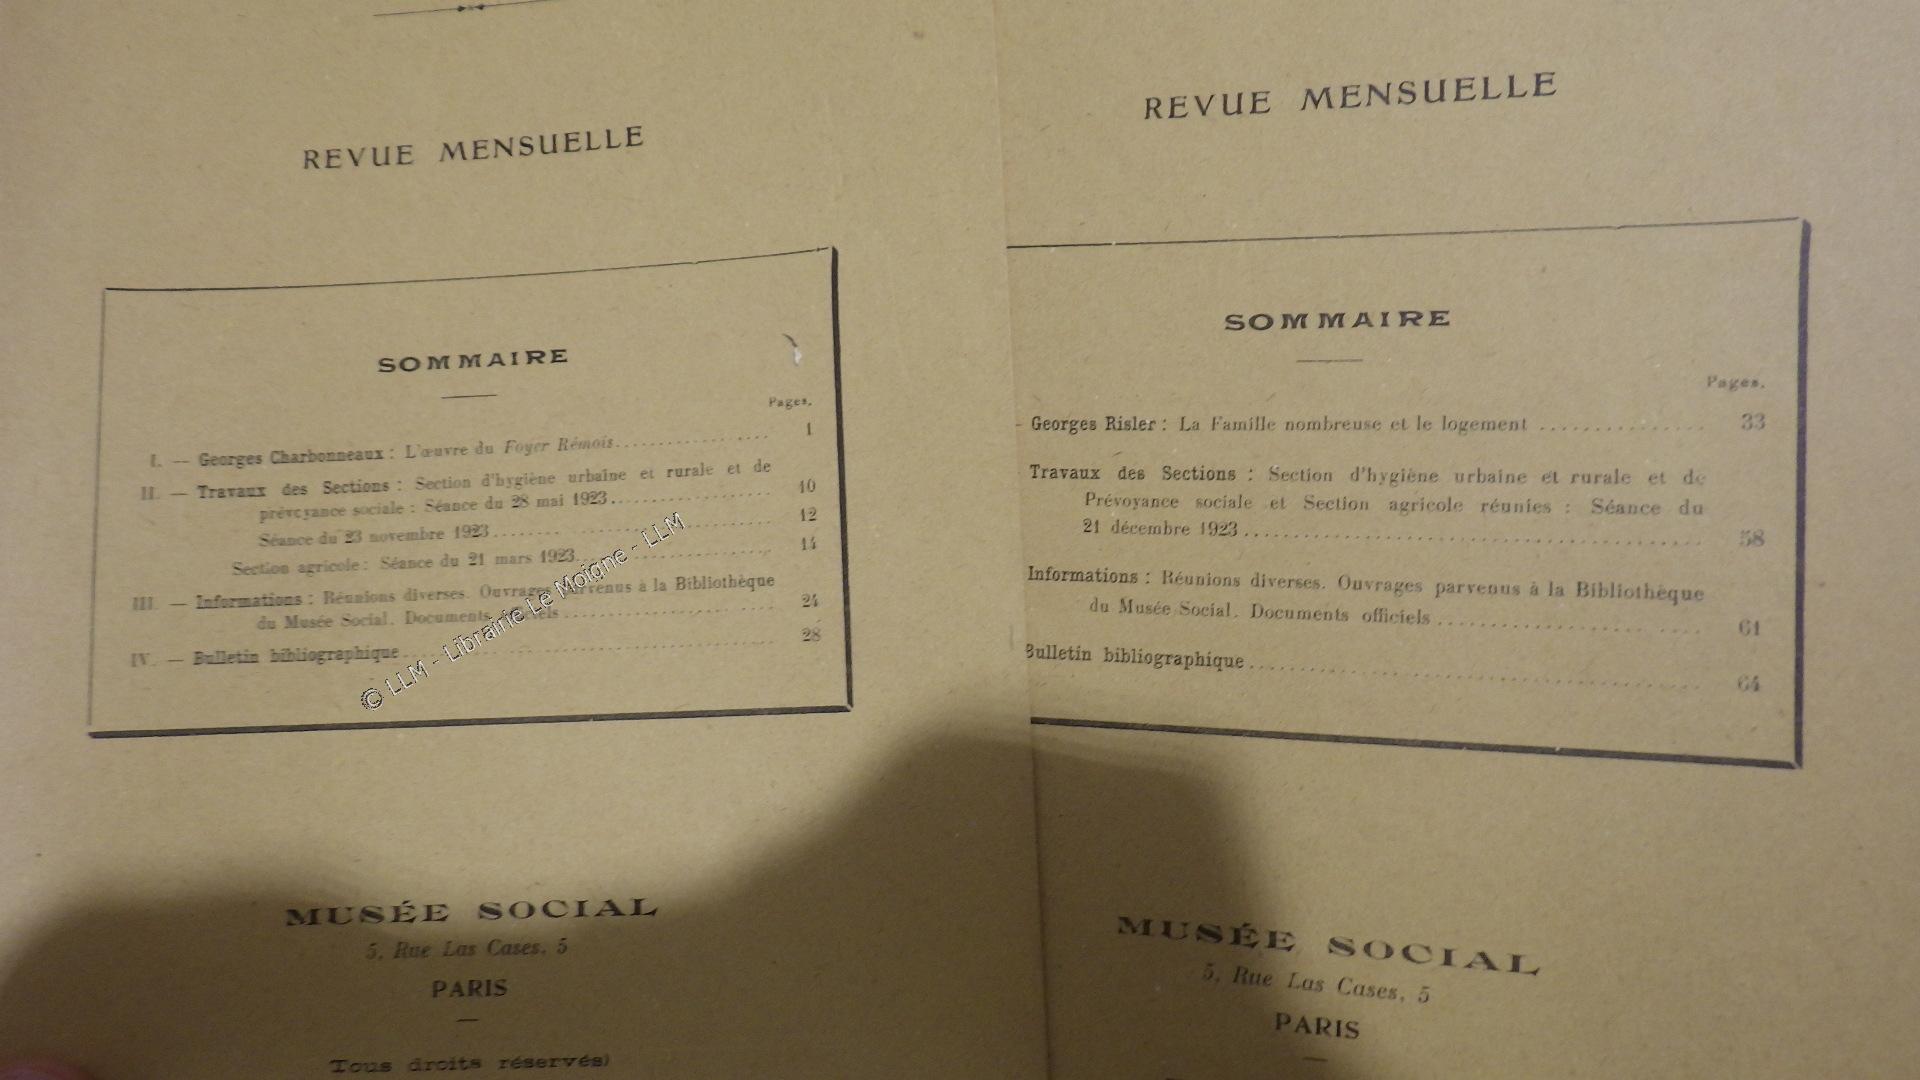 REVUE MENSUELLE
SOMMAIRE
Pages.
I. — Georges Charbonneaux : L'œuvre du Foyer Rémois.................... 1
II. — Travaux des Sections : Section d'hygiène urbaine et rurale et de
prévoyance sociale : Séance du 28 mai 1923.................... 10
Séance du 23 novembre 1923.................... 12
Section agricole : Séance du 21 mars 1923.................... 14
III. — Informations : Réunions diverses. Ouvrages parvenus à la Bibliothèque
du Musée Social. Documents officiels.................... 24
IV. — Bulletin bibliographique.................... 28
© LLM - Librairie Le Moigne - LLM
MUSÉE SOCIAL
5, Rue Las Cases, 5
PARIS
Tous droits réservés)
REVUE MENSUELLE
SOMMAIRE
Pages.
- Georges Risler : La Famille nombreuse et le logement ............... 33
Travaux des Sections : Section d'hygiène urbaine et rurale et de
Prévoyance sociale et Section agricole réunies : Séance du
21 décembre 1923.................... 58
Informations : Réunions diverses. Ouvrages parvenus à la Bibliothèque
du Musée Social. Documents officiels.................... 61
Bulletin bibliographique.................... 64
MUSÉE SOCIAL
5, Rue Las Cases, 5
PARIS